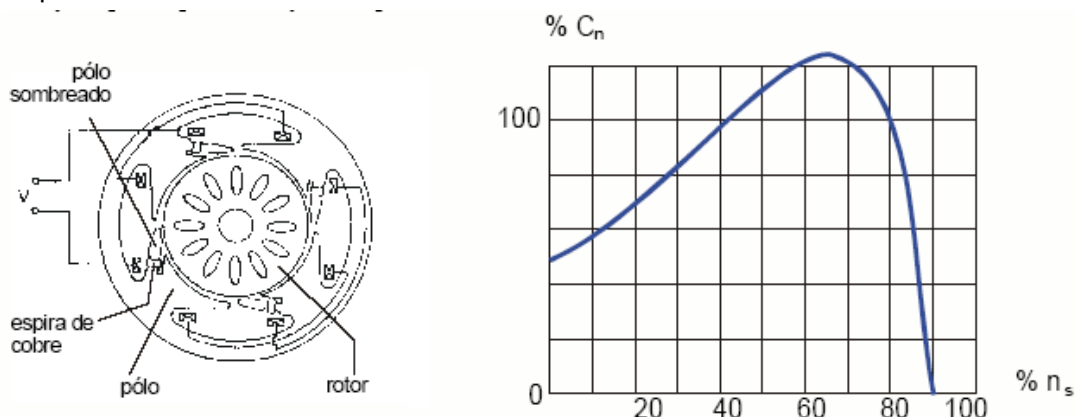 pólo
sombreado
V
espira de
cobre
pólo
rotor
% Cₙ
100
0
20
40
60
80
100
% nₛ